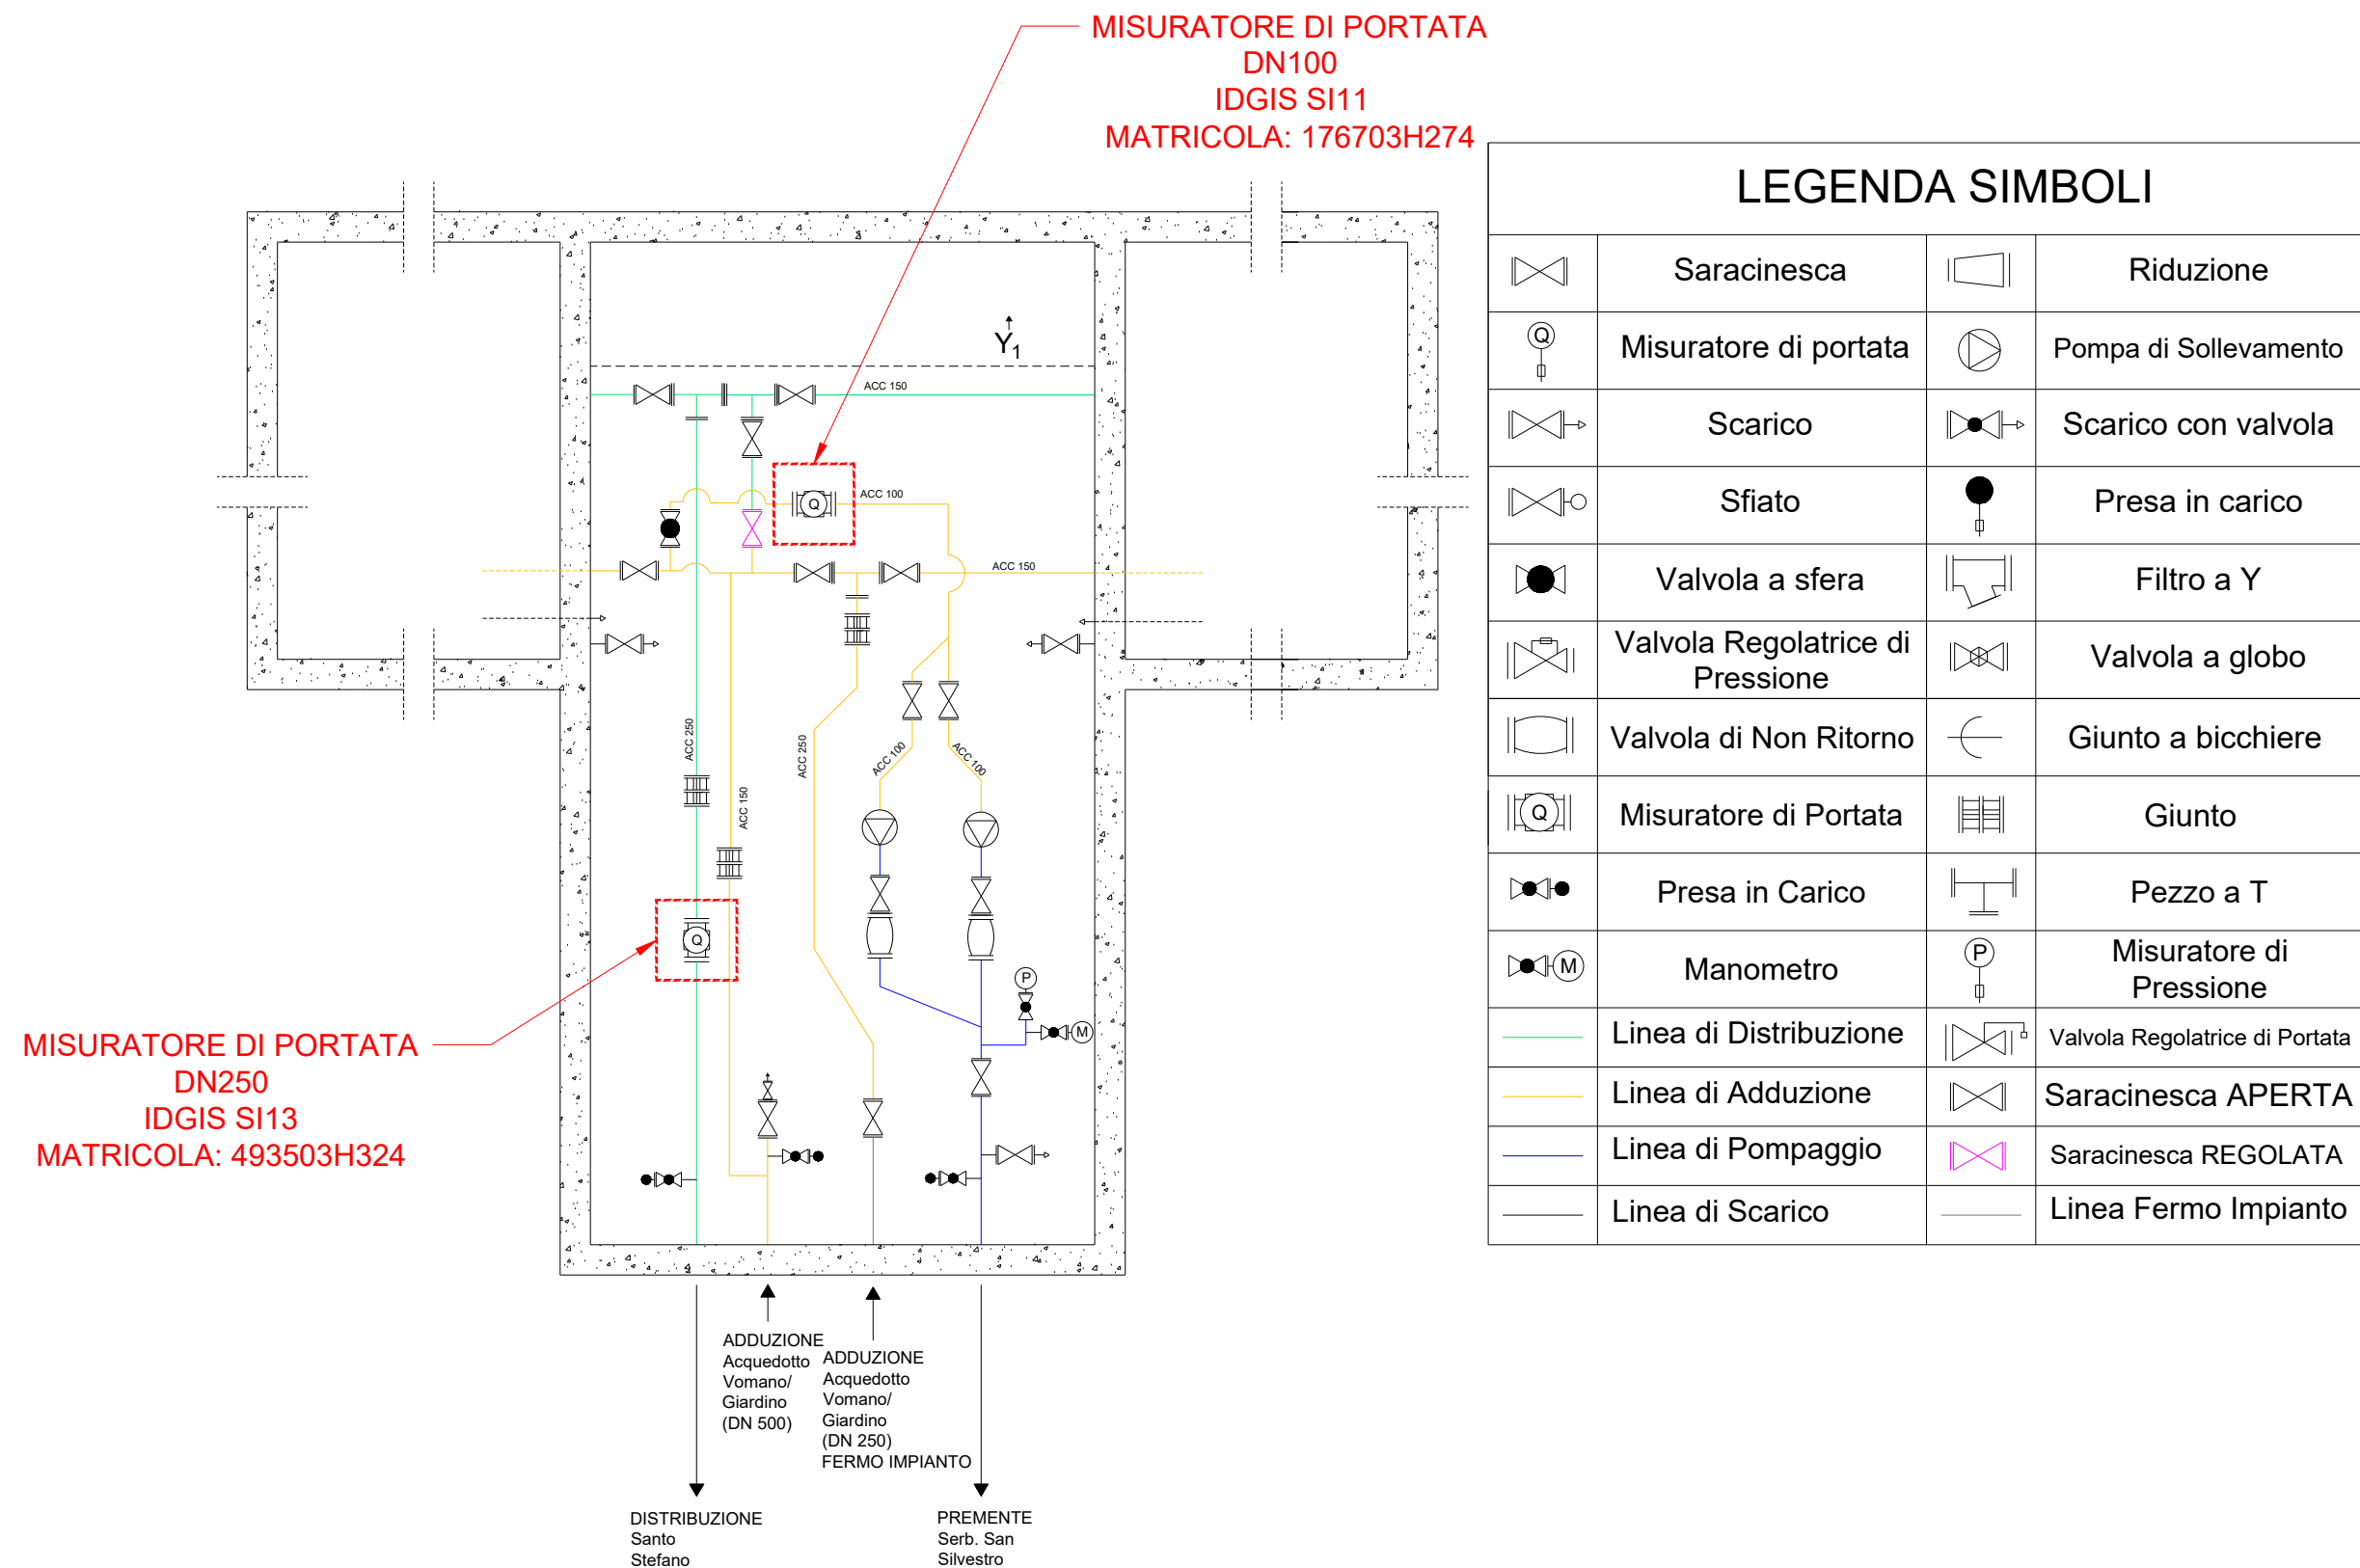 MISURATORE DI PORTATA
DN100
IDGIS SI11
MATRICOLA: 176703H274
Y1
ACC 150
Q
ACC 100
ACC 150
ACC 250
ACC 150
ACC 250
ACC 100
ACC 100
Q
P
M
MISURATORE DI PORTATA
DN250
IDGIS SI13
MATRICOLA: 493503H324
ADDUZIONE
Acquedotto
Vomano/
Giardino
(DN 500)
ADDUZIONE
Acquedotto
Vomano/
Giardino
(DN 250)
FERMO IMPIANTO
DISTRIBUZIONE
Santo
Stefano
PREMENTE
Serb. San
Silvestro
LEGENDA SIMBOLI
Saracinesca
Riduzione
Q
Misuratore di portata
Pompa di Sollevamento
Scarico
Scarico con valvola
Sfiato
Presa in carico
Valvola a sfera
Filtro a Y
Valvola Regolatrice di
Pressione
Valvola a globo
Valvola di Non Ritorno
Giunto a bicchiere
Q
Misuratore di Portata
Giunto
Presa in Carico
Pezzo a T
M
Manometro
P
Misuratore di
Pressione
Linea di Distribuzione
Valvola Regolatrice di Portata
Linea di Adduzione
Saracinesca APERTA
Linea di Pompaggio
Saracinesca REGOLATA
Linea di Scarico
Linea Fermo Impianto